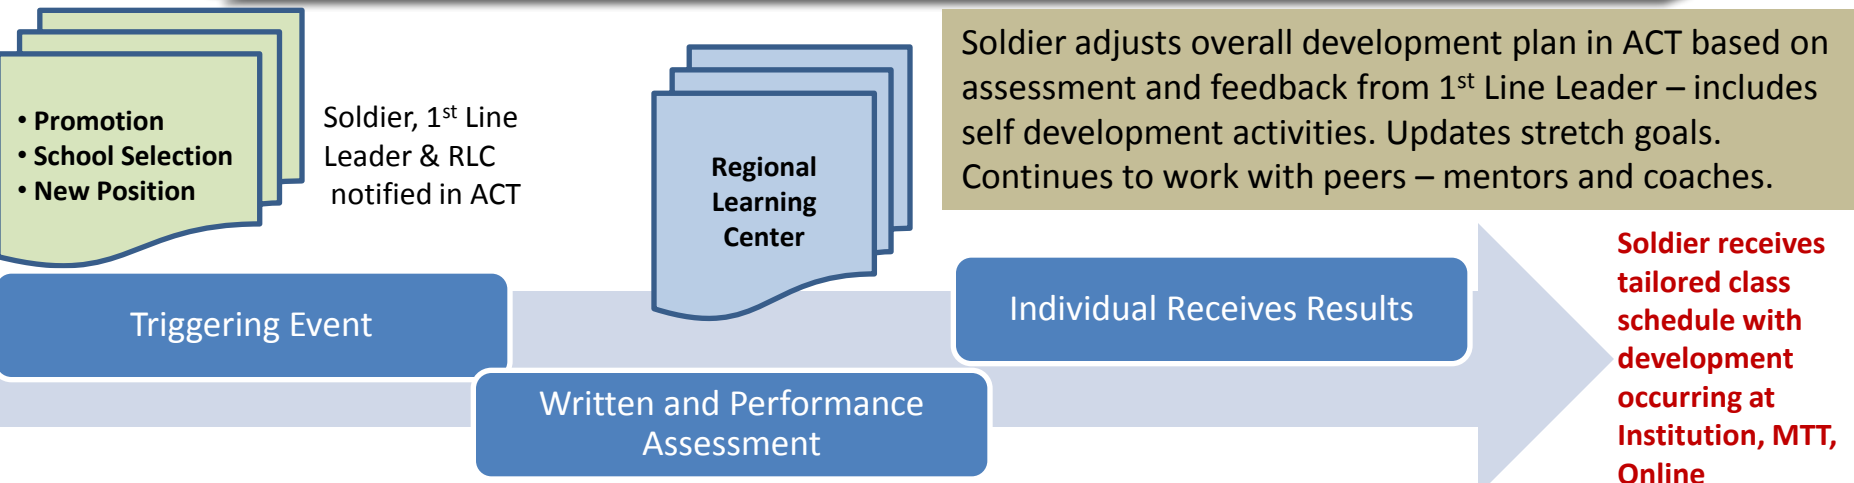 • Promotion
• School Selection
• New Position
Soldier, 1st Line
Leader & RLC
notified in ACT
Regional
Learning
Center
Soldier adjusts overall development plan in ACT based on
assessment and feedback from 1st Line Leader – includes
self development activities. Updates stretch goals.
Continues to work with peers – mentors and coaches.
Triggering Event
Written and Performance
Assessment
Individual Receives Results
Soldier receives
tailored class
schedule with
development
occurring at
Institution, MTT,
Online